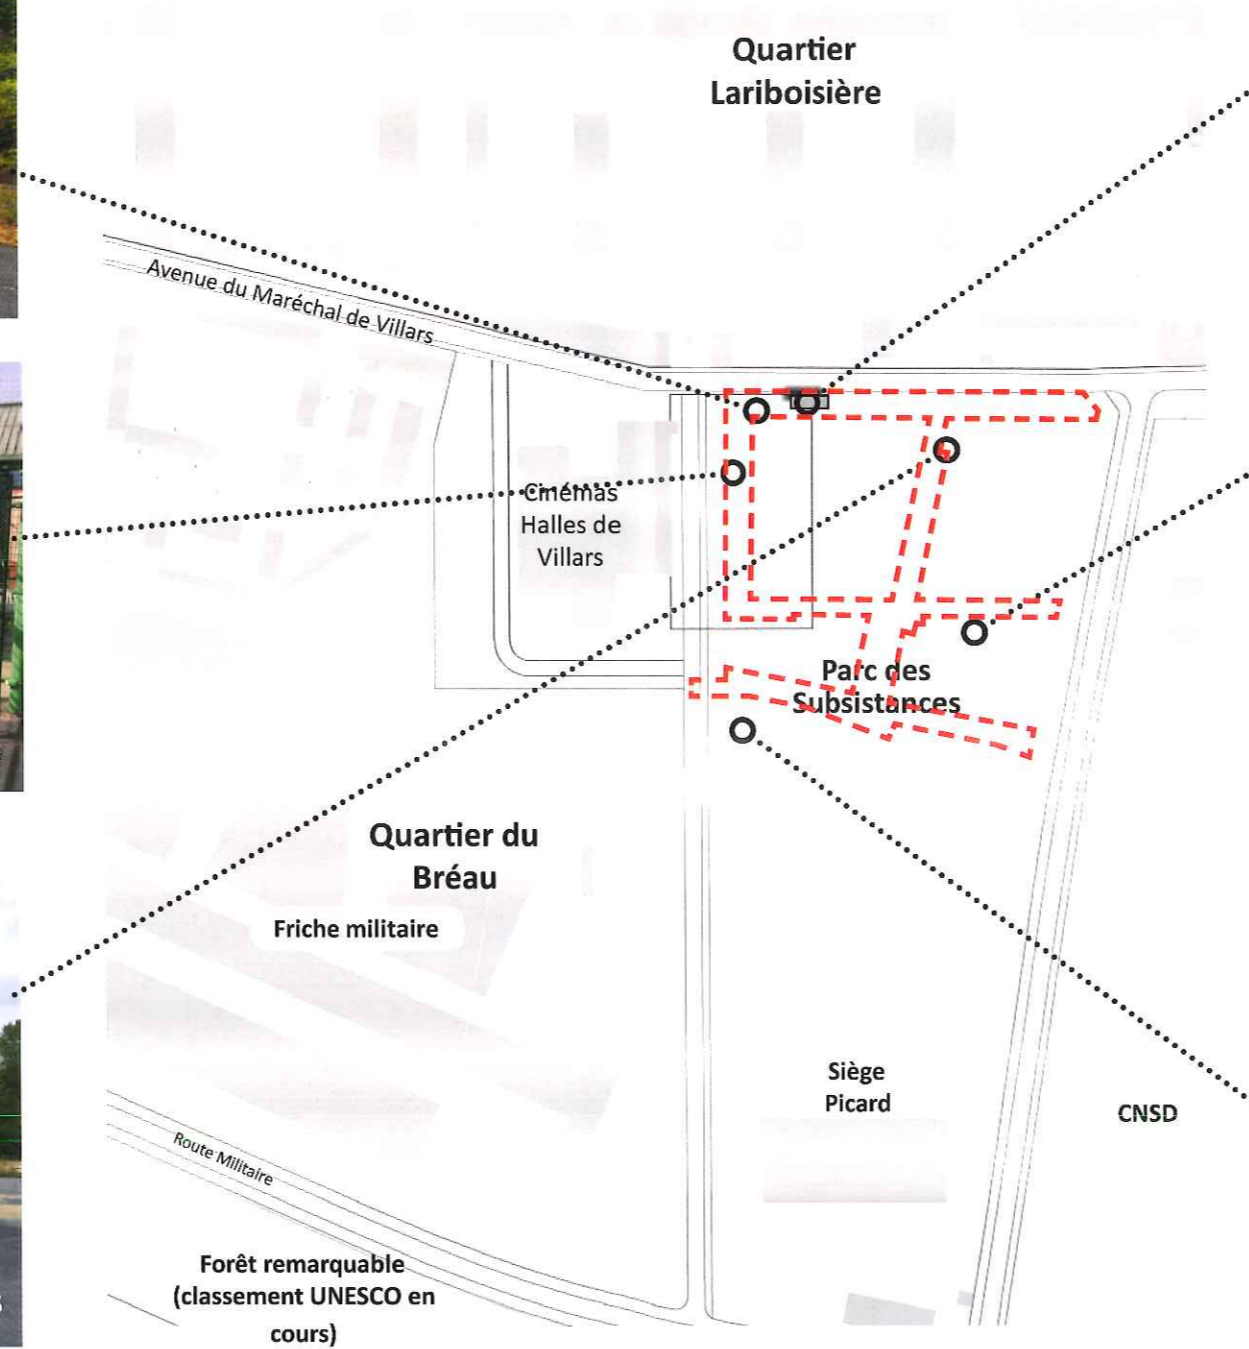 Quartier
Lariboisière
Avenue du Maréchal de Villars
Cinémas
Halles de
Villars
Parc des
Subsistances
Quartier du
Bréau
Friche militaire
Siège
Picard
CNSD
Route Militaire
Forêt remarquable
(classement UNESCO en
cours)